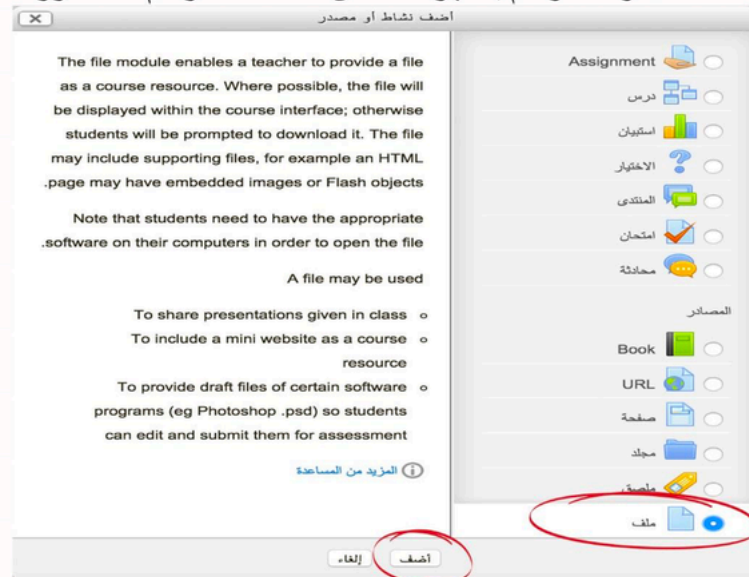 أضف نشاط أو مصدر
Assignment
درس
استبيان
الاختيار
المنتدى
امتحان
محادثة
المصادر
Book
URL
صفحة
مجلد
ملصق
ملف
The file module enables a teacher to provide a file
as a course resource. Where possible, the file will
be displayed within the course interface; otherwise
students will be prompted to download it. The file
may include supporting files, for example an HTML
.page may have embedded images or Flash objects
Note that students need to have the appropriate
.software on their computers in order to open the file
A file may be used
To share presentations given in class
To include a mini website as a course
resource
To provide draft files of certain software
programs (eg Photoshop .psd) so students
can edit and submit them for assessment
المزيد من المساعدة
أضف
إلغاء